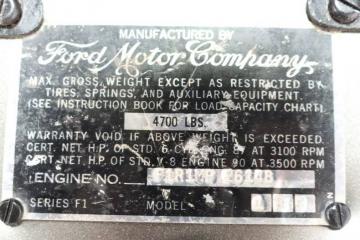 MANUFACTURED BY
Ford Motor Company
MAX. GROSS WEIGHT EXCEPT AS RESTRICTED BY
TIRES, SPRINGS, AND AUXILIARY EQUIPMENT.
(SEE INSTRUCTION BOOK FOR LOAD CAPACITY CHART)
4700 LBS.
WARRANTY VOID IF ABOVE WEIGHT IS EXCEEDED
CERT. NET H.P. OF STD. 6-CYL ENG. 87 AT 3100 RPM
CERT. NET H.P. OF STD. V-8 ENGINE 90 AT 3500 RPM
ENGINE NO.
SERIES F1 MODEL